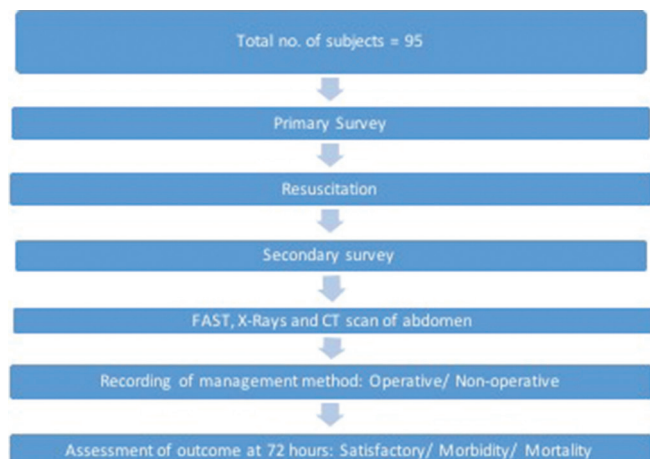 Total no. of subjects = 95
Primary Survey
Resuscitation
Secondary survey
FAST, X-Rays and CT scan of abdomen
Recording of management method: Operative/ Non-operative
Assessment of outcome at 72 hours: Satisfactory/ Morbidity/ Mortality